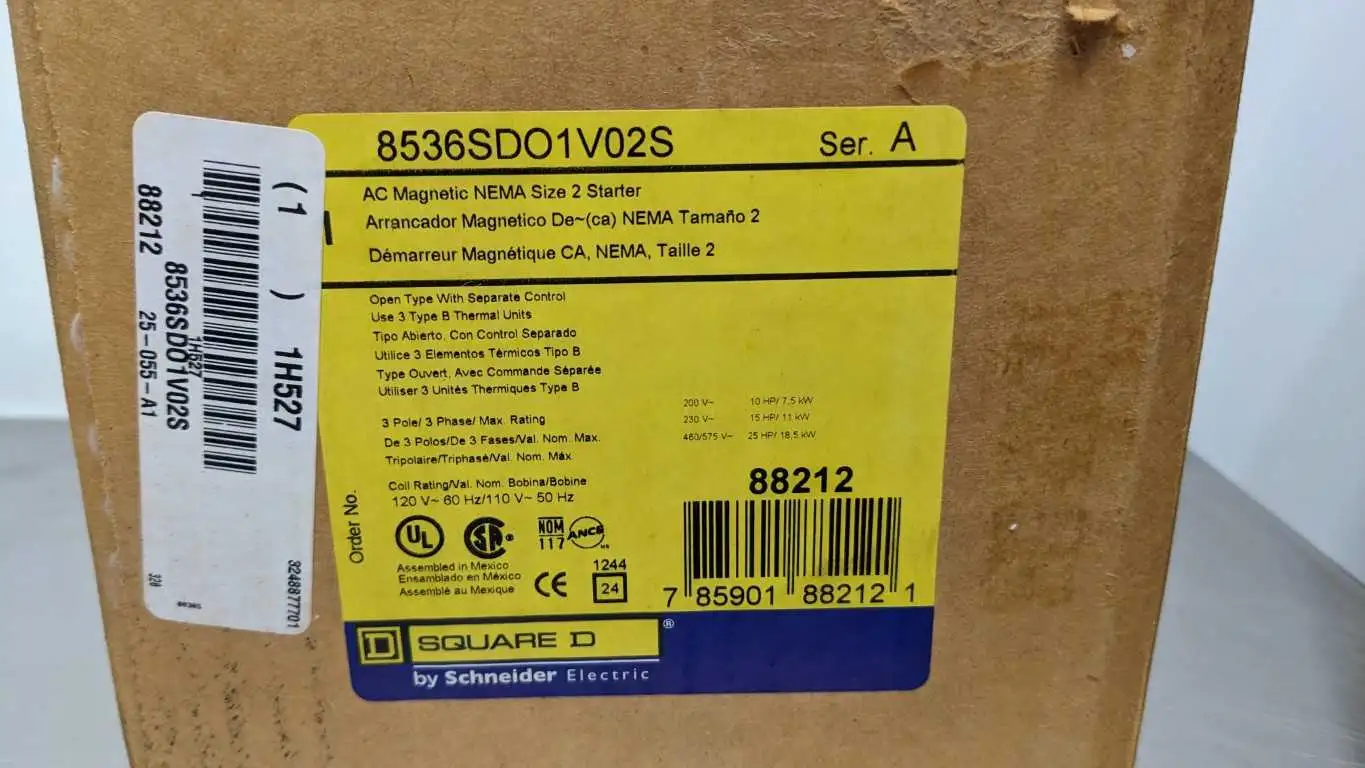 8536SDO1V02S Ser. A
AC Magnetic NEMA Size 2 Starter
Arrancador Magnetico De~(ca) NEMA Tamaño 2
Démarreur Magnétique CA, NEMA, Taille 2
Open Type With Separate Control
Use 3 Type B Thermal Units
Tipo Abierto, Con Control Separado
Utilice 3 Elementos Térmicos Tipo B
Type Ouvert, Avec Commande Séparée
Utiliser 3 Unités Thermiques Type B
3 Pole/ 3 Phase/ Max. Rating
De 3 Polos/De 3 Fases/Val. Nom. Max.
Tripolaire/Triphasé/Val. Nom. Máx.
200 V~ 10 HP/ 7,5 kW
230 V~ 15 HP/ 11 kW
460/575 V~ 25 HP/ 18,5 kW
Coil Rating/Val. Nom. Bobina/Bobine
120 V~ 60 Hz/110 V~ 50 Hz
Order No.
88212
7 85901 88212 1
UL
SA
NOM
117
ANCE
Assembled in Mexico
Ensamblado en México
Assemblé au Mexique
CE
1244
24
D SQUARE D ®
by Schneider Electric
(1 ) 1H527
1H527
8536SDO1V02S
88212 25-055-A1
3248877701
320
00305